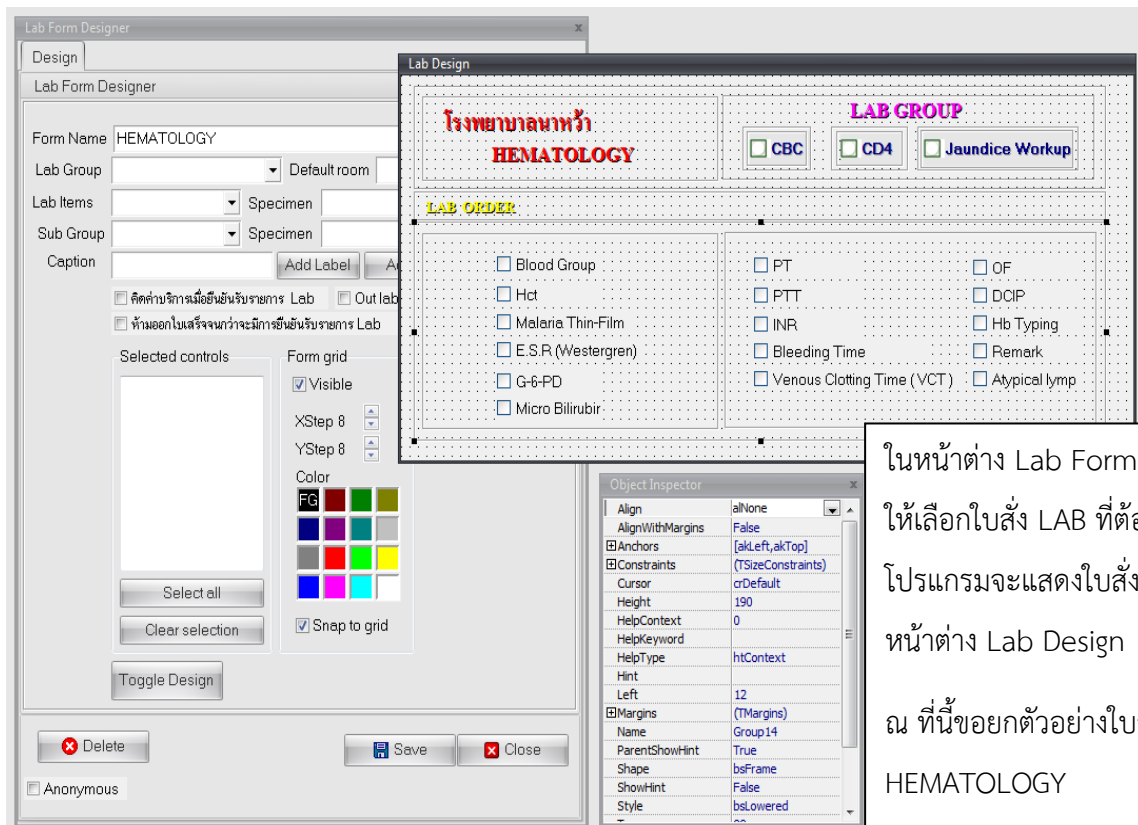 Lab Form Designer
x
Design
Lab Form Designer
Form Name HEMATOLOGY
Lab Group Default room
Lab Items Specimen
Sub Group Specimen
Caption Add Label
คิดค่าบริการเมื่อยืนยันรับรายการ Lab Out lab
ห้ามออกใบเสร็จจนกว่าจะมีการยืนยันรับรายการ Lab
Selected controls Form grid
Visible
XStep 8
YStep 8
Color
FG
Select all
Clear selection Snap to grid
Toggle Design
Delete Save Close
Anonymous
Lab Design
โรงพยาบาลนาหว้า
HEMATOLOGY
LAB GROUP
CBC CD4 Jaundice Workup
LAB ORDER
Blood Group PT OF
Hct PTT DCIP
Malaria Thin-Film INR Hb Typing
E.S.R (Westergren) Bleeding Time Remark
G-6-PD Venous Clotting Time ( VCT ) Atypical lymp
Micro Bilirubir
Object Inspector x
Align alNone
AlignWithMargins False
Anchors [akLeft,akTop]
Constraints (TSizeConstraints)
Cursor crDefault
Height 190
HelpContext 0
HelpKeyword
HelpType htContext
Hint
Left 12
Margins (TMargins)
Name Group14
ParentShowHint True
Shape bsFrame
ShowHint False
Style bsLowered
ในหน้าต่าง Lab Form
ให้เลือกใบสั่ง LAB
โปรแกรมจะแสดงใบสั่ง
หน้าต่าง Lab Design
ณ ที่นี้ขอยกตัวอย่างใบ
HEMATOLOGY